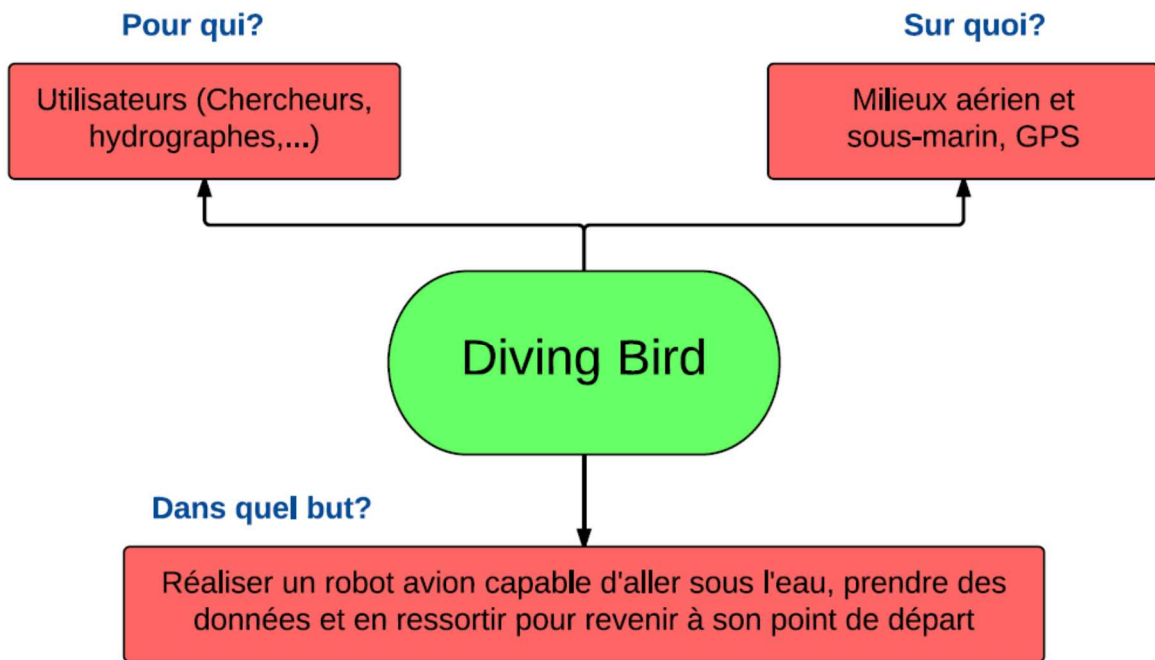 Pour qui?
Utilisateurs (Chercheurs,
hydrographes,...)
Sur quoi?
Milieux aérien et
sous-marin, GPS
Diving Bird
Dans quel but?
Réaliser un robot avion capable d'aller sous l'eau, prendre des
données et en ressortir pour revenir à son point de départ